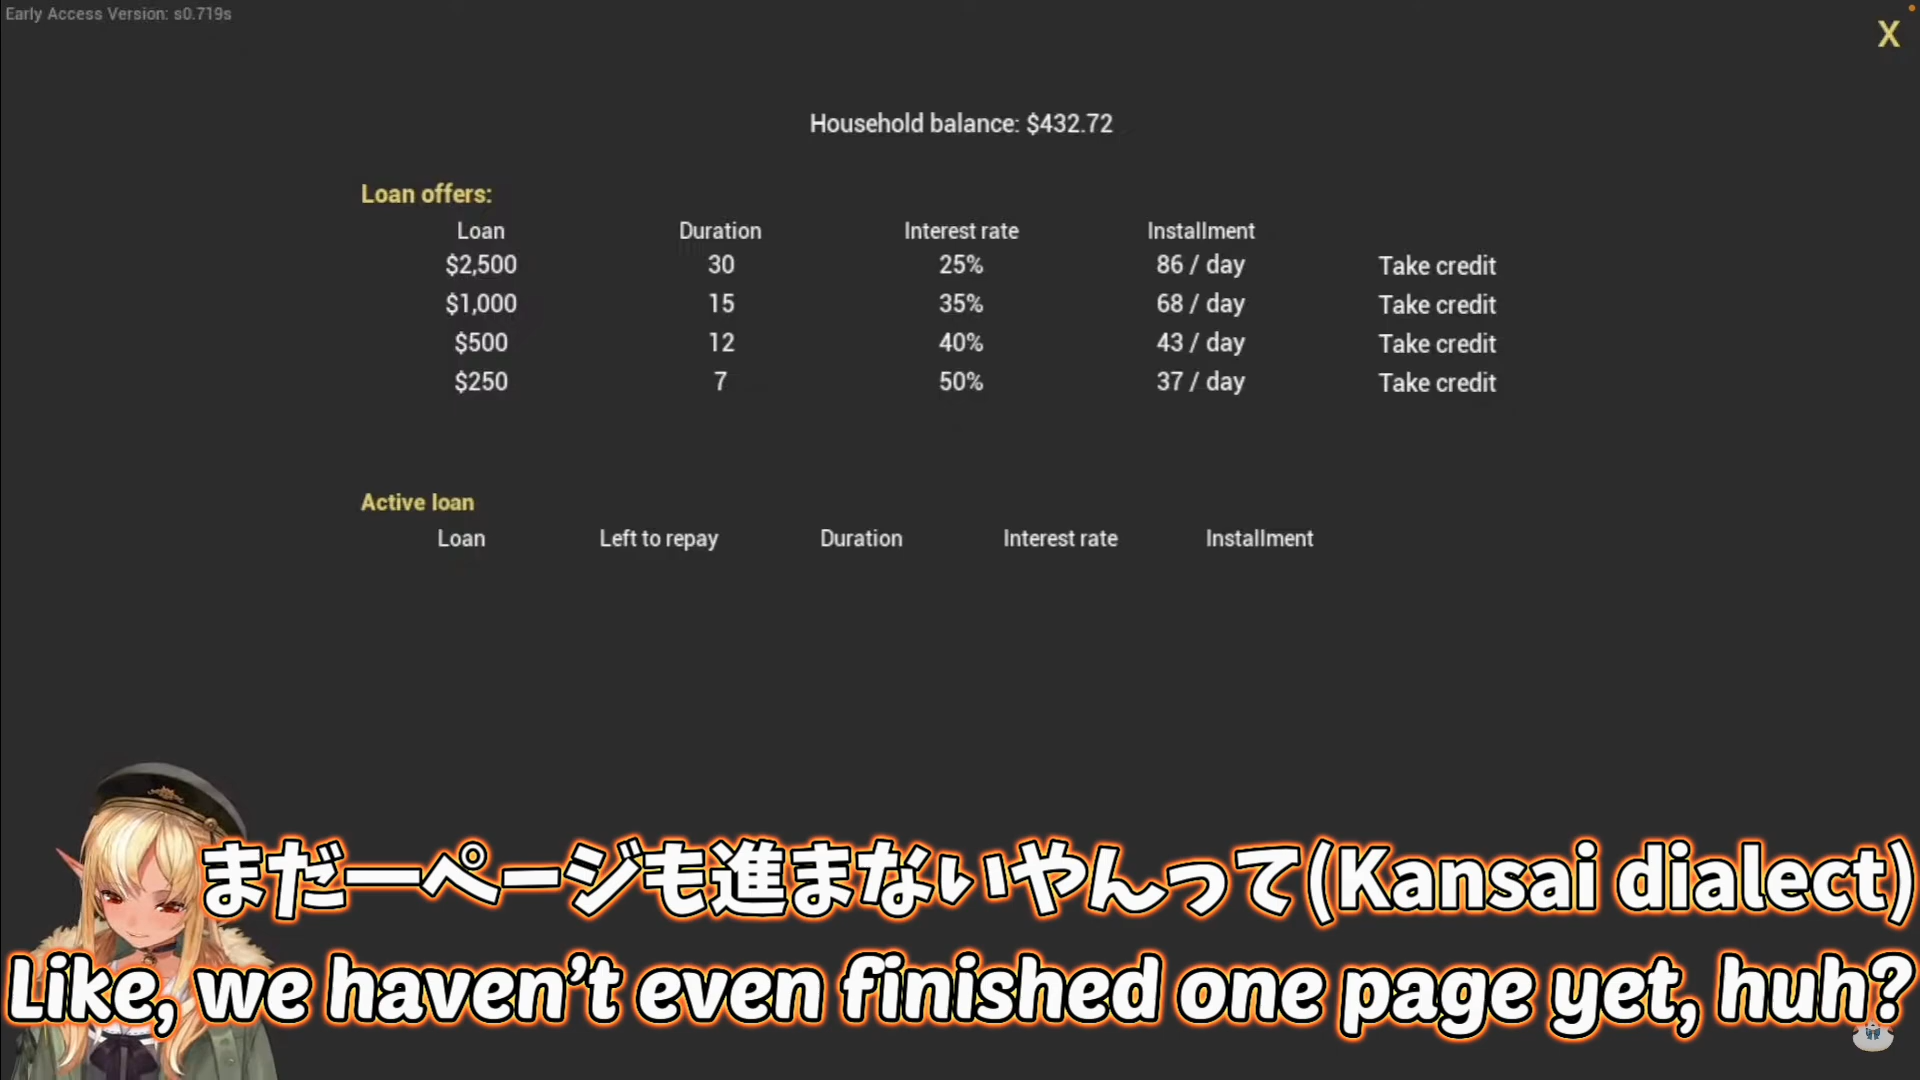 Early Access Version: s0.719s
X
Household balance: $432.72
Loan offers:
Loan Duration Interest rate Installment
$2,500 30 25% 86 / day Take credit
$1,000 15 35% 68 / day Take credit
$500 12 40% 43 / day Take credit
$250 7 50% 37 / day Take credit
Active loan
Loan Left to repay Duration Interest rate Installment
まだ一ページも進まないやんって(Kansai dialect)
Like, we haven't even finished one page yet, huh?